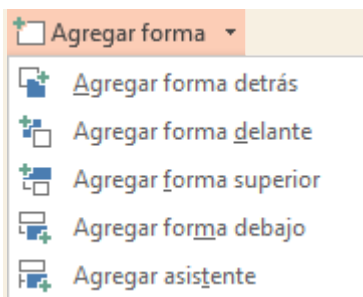 Agregar forma
Agregar forma detrás
Agregar forma delante
Agregar forma superior
Agregar forma debajo
Agregar asistente